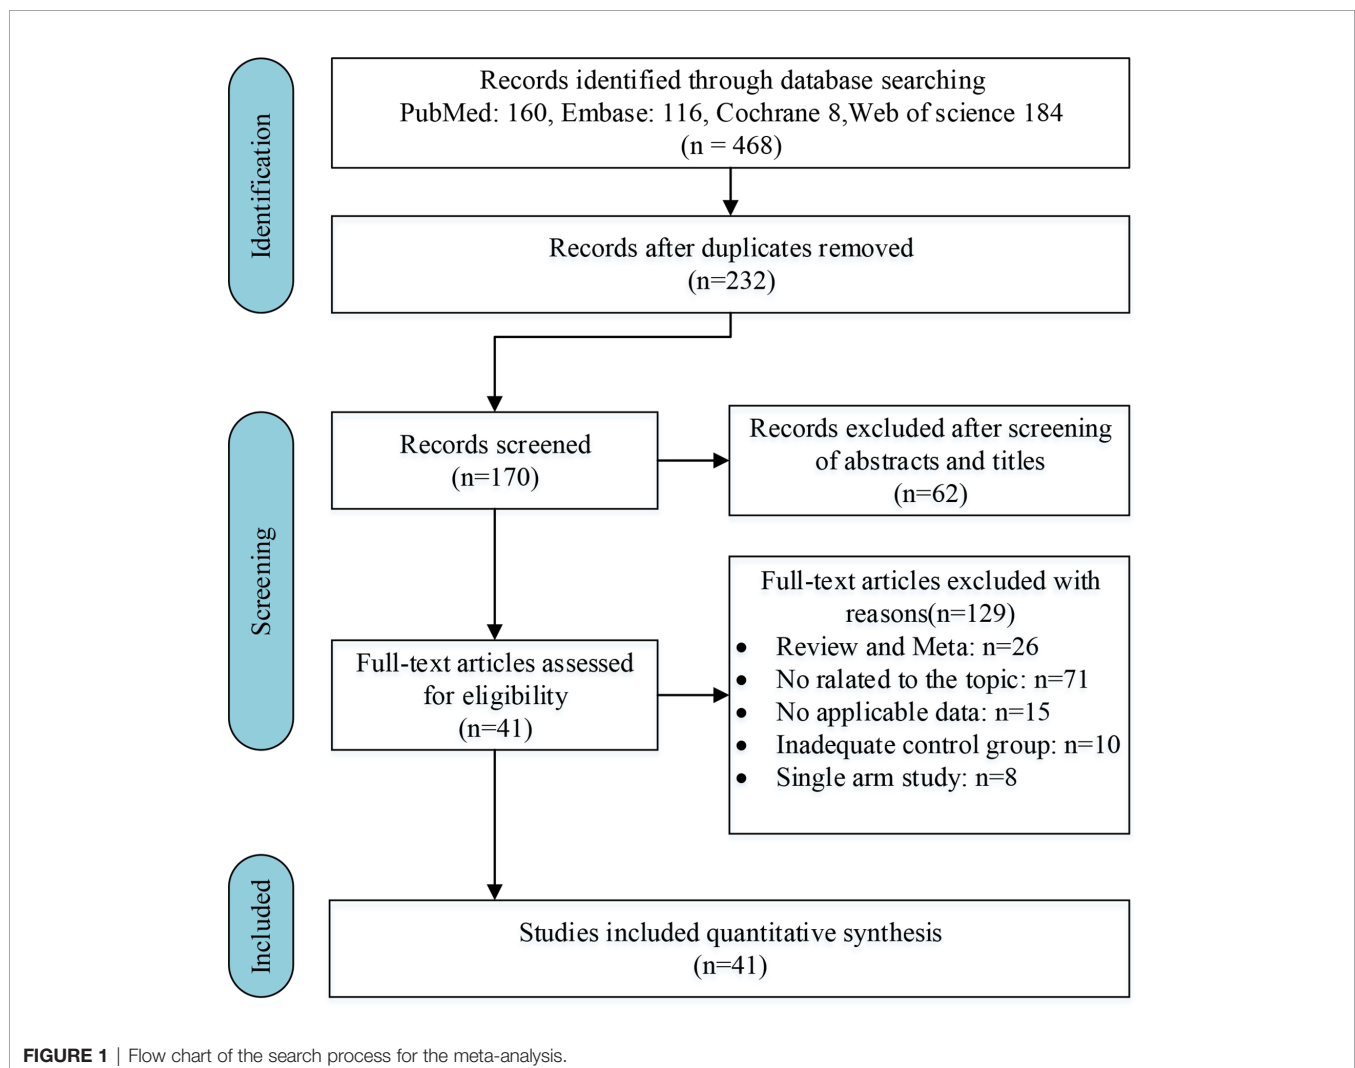 Identification
Records identified through database searching
PubMed: 160, Embase: 116, Cochrane 8,Web of science 184
(n = 468)
Records after duplicates removed
(n=232)
Screening
Records screened
(n=170)
Records excluded after screening
of abstracts and titles
(n=62)
Full-text articles assessed
for eligibility
(n=41)
Full-text articles excluded with
reasons(n=129)
• Review and Meta: n=26
• No ralated to the topic: n=71
• No applicable data: n=15
• Inadequate control group: n=10
• Single arm study: n=8
Included
Studies included quantitative synthesis
(n=41)
FIGURE 1 | Flow chart of the search process for the meta-analysis.